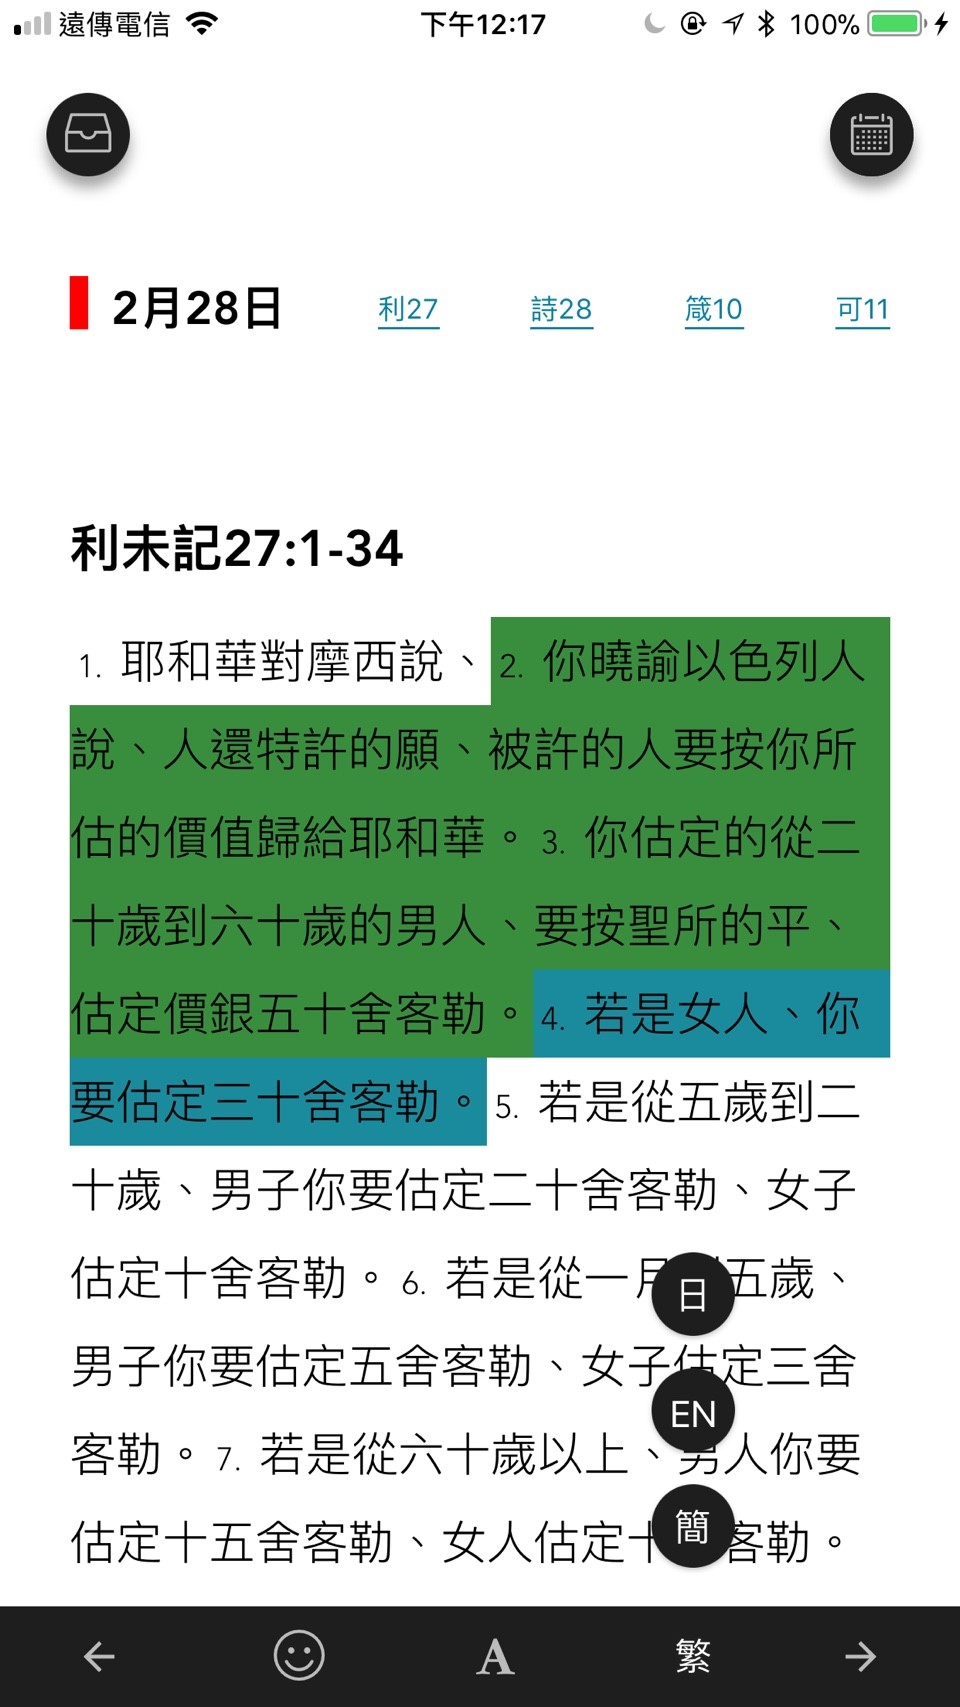 遠傳電信 下午12:17 100%
2月28日 利27 詩28 箴10 可11
利未記27:1-34
1. 耶和華對摩西說、2. 你曉諭以色列人
說、人還特許的願、被許的人要按你所
估的價值歸給耶和華。3. 你估定的從二
十歲到六十歲的男人、要按聖所的平、
估定價銀五十舍客勒。4. 若是女人、你
要估定三十舍客勒。5. 若是從五歲到二
十歲、男子你要估定二十舍客勒、女子
估定十舍客勒。6. 若是從一月 五歲、
日
男子你要估定五舍客勒、女子估定三舍
EN
客勒。7. 若是從六十歲以上、男人你要
估定十五舍客勒、女人估定十 客勒。
簡
A 繁